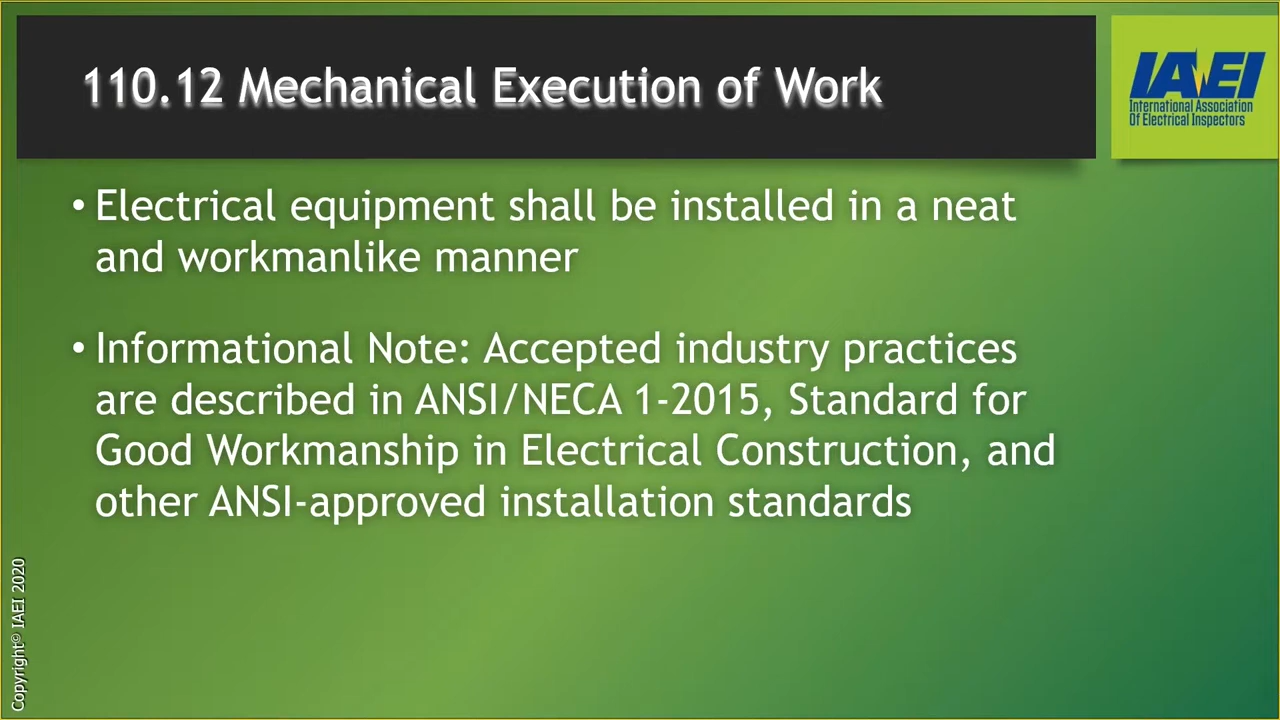 110.12 Mechanical Execution of Work
IAEI
International Association
Of Electrical Inspectors
• Electrical equipment shall be installed in a neat
and workmanlike manner
• Informational Note: Accepted industry practices
are described in ANSI/NECA 1-2015, Standard for
Good Workmanship in Electrical Construction, and
other ANSI-approved installation standards
Copyright© IAEI 2020